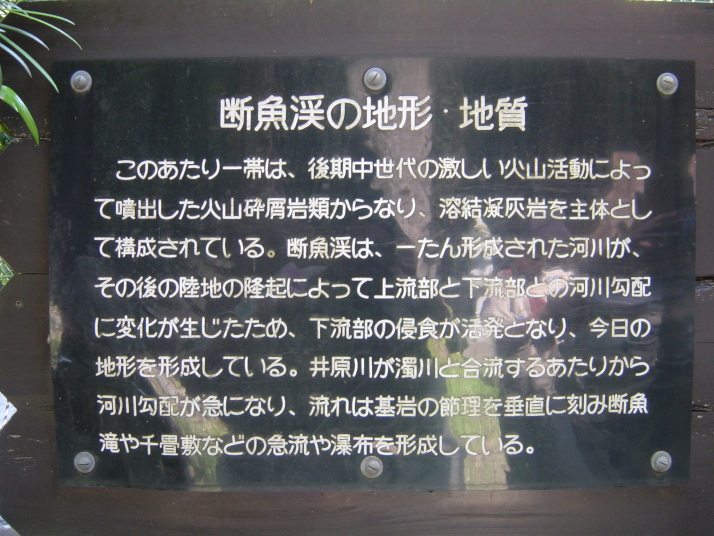 断魚渓の地形・地質
このあたり一帯は、後期中世代の激しい火山活動によっ
て噴出した火山砕屑岩類からなり、溶結凝灰岩を主体とし
て構成されている。断魚渓は、一たん形成された河川が、
その後の陸地の隆起によって上流部と下流部との河川勾配
に変化が生じたため、下流部の侵食が活発となり、今日の
地形を形成している。井原川が濁川と合流するあたりから
河川勾配が急になり、流れは基岩の節理を垂直に刻み断魚
滝や千畳敷などの急流や瀑布を形成している。